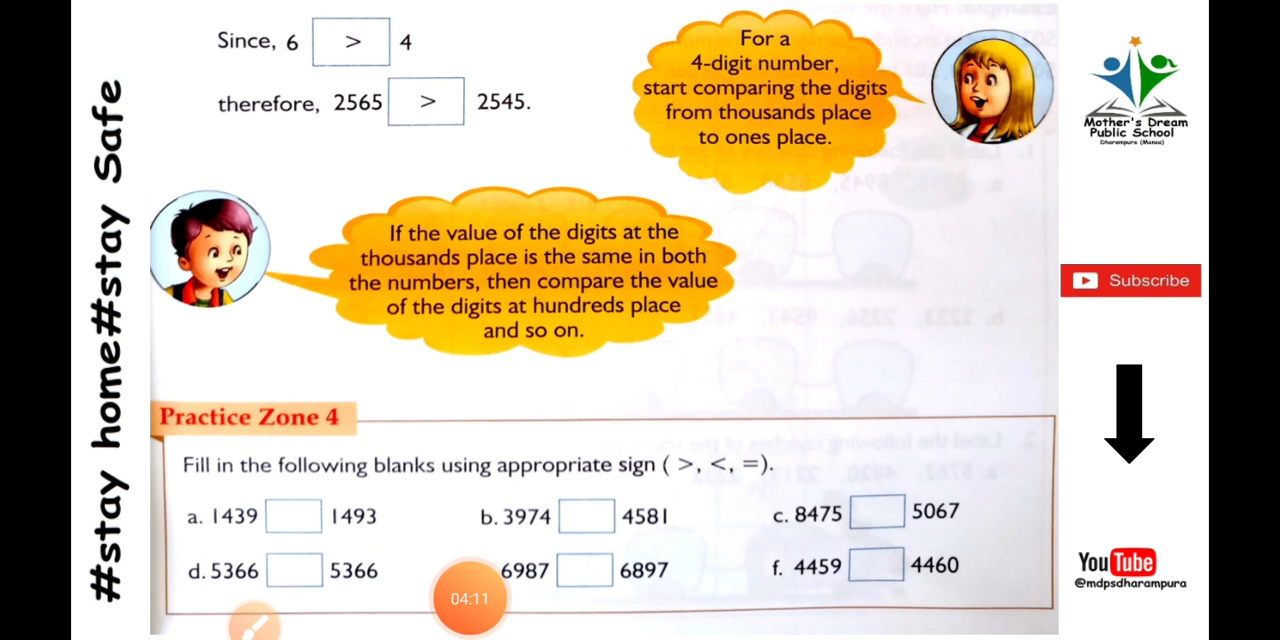 #stay home#stay Safe
Since, 6 > 4
therefore, 2565 > 2545.
For a
4-digit number,
start comparing the digits
from thousands place
to ones place.
If the value of the digits at the
thousands place is the same in both
the numbers, then compare the value
of the digits at hundreds place
and so on.
Practice Zone 4
Fill in the following blanks using appropriate sign ( >, <, =).
a. 1439 1493 b. 3974 4581 c. 8475 5067
d. 5366 5366 6987 6897 f. 4459 4460
04:11
Mother's Dream
Public School
Dharampura (Mansa)
Subscribe
YouTube
@mdpsdharampura